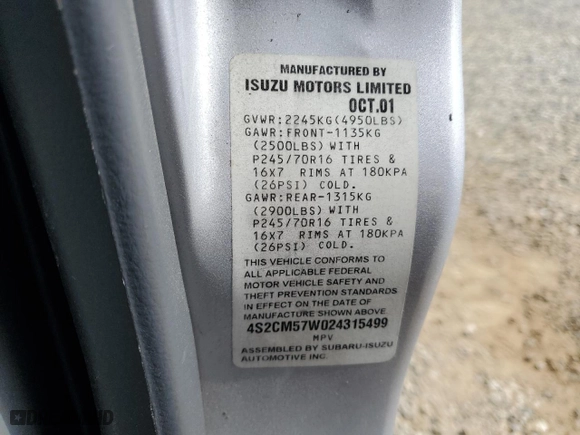 MANUFACTURED BY
ISUZU MOTORS LIMITED
OCT.01
GVWR:2245KG(4950LBS)
GAWR:FRONT-1135KG
(2500LBS) WITH
P245/70R16 TIRES &
16X7 RIMS AT 180KPA
(26PSI) COLD.
GAWR:REAR-1315KG
(2900LBS) WITH
P245/70R16 TIRES &
16X7 RIMS AT 180KPA
(26PSI) COLD.
THIS VEHICLE CONFORMS TO
ALL APPLICABLE FEDERAL
MOTOR VEHICLE SAFETY AND
THEFT PREVENTION STANDARDS
IN EFFECT ON THE DATE OF
MANUFACTURE SHOWN ABOVE
4S2CM57W024315499
MPV
ASSEMBLED BY SUBARU-ISUZU
AUTOMOTIVE INC.